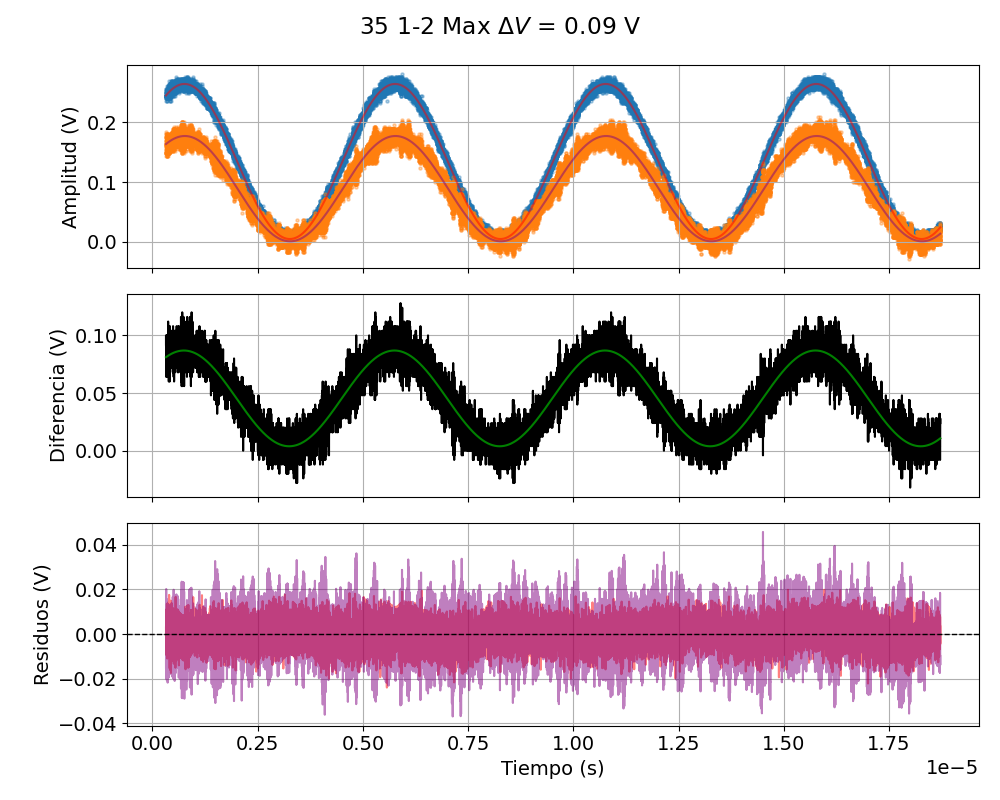 35 1-2 Max ΔV = 0.09 V
Amplitud (V)
0.2
0.1
0.0
Diferencia (V)
0.10
0.05
0.00
Residuos (V)
0.04
0.02
0.00
−0.02
−0.04
0.00 0.25 0.50 0.75 1.00 1.25 1.50 1.75
1e−5
Tiempo (s)